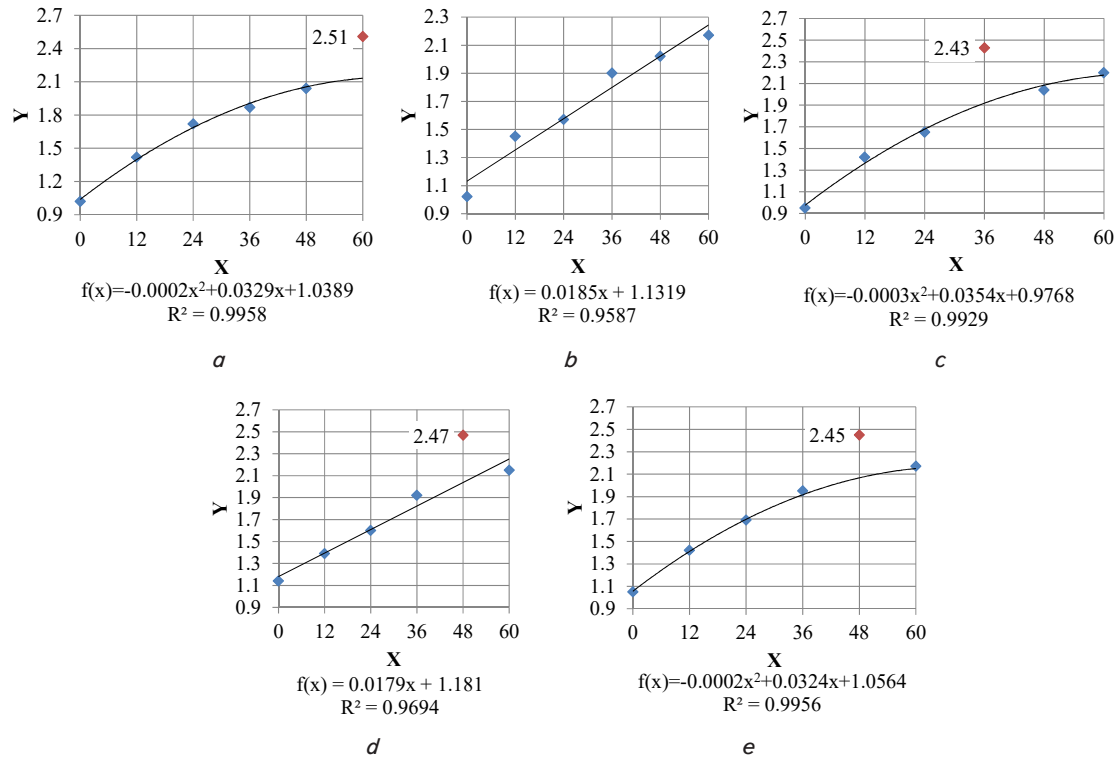 2.7
2.4
2.1
1.8
1.5
1.2
0.9
Y
2.51
0 12 24 36 48 60
X
f(x)=-0.0002x²+0.0329x+1.0389
R² = 0.9958
a
2.3
2.1
1.9
1.7
1.5
1.3
1.1
0.9
Y
0 12 24 36 48 60
X
f(x) = 0.0185x + 1.1319
R² = 0.9587
b
2.7
2.5
2.3
2.1
1.9
1.7
1.5
1.3
1.1
0.9
Y
2.43
0 12 24 36 48 60
X
f(x)=-0.0003x²+0.0354x+0.9768
R² = 0.9929
c
2.7
2.5
2.3
2.1
1.9
1.7
1.5
1.3
1.1
0.9
Y
2.47
0 12 24 36 48 60
X
f(x) = 0.0179x + 1.181
R² = 0.9694
d
2.7
2.5
2.3
2.1
1.9
1.7
1.5
1.3
1.1
0.9
Y
2.45
0 12 24 36 48 60
X
f(x)=-0.0002x²+0.0324x+1.0564
R² = 0.9956
e